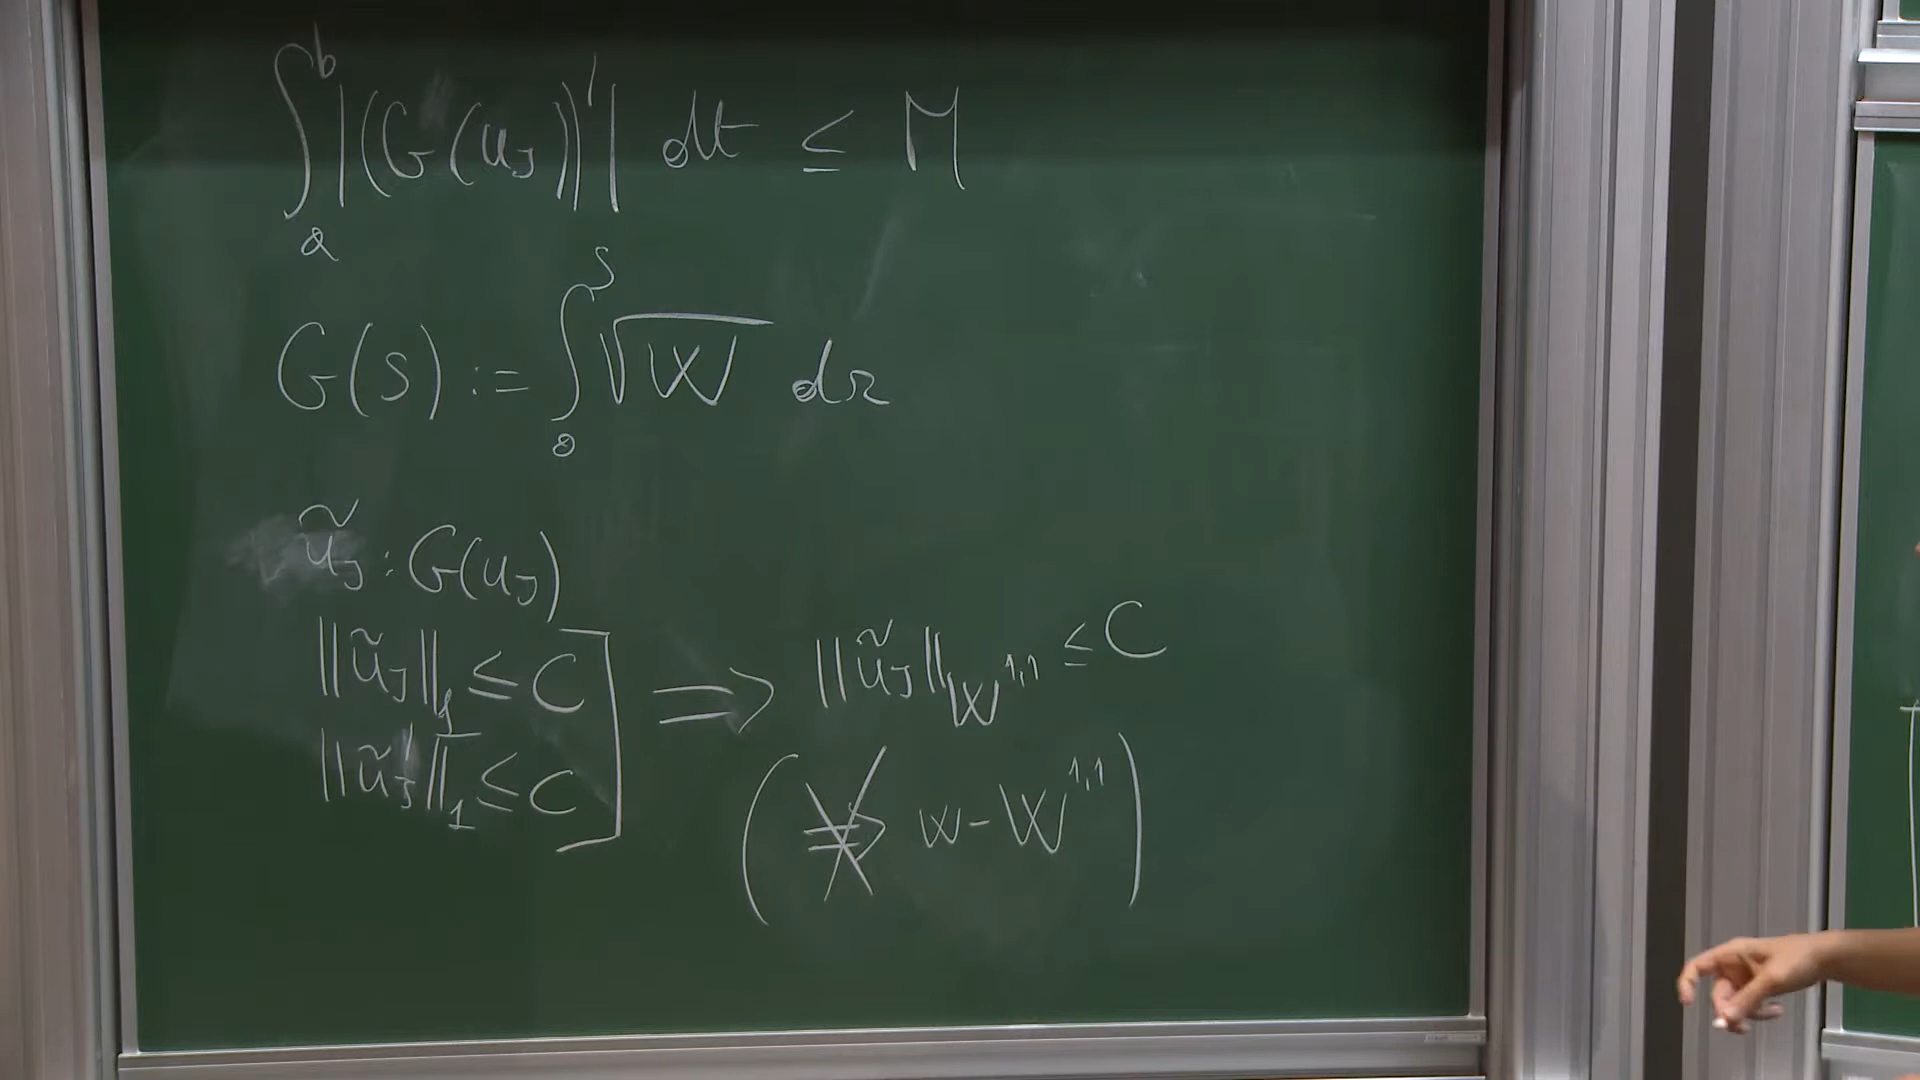 ∫_a^b |(G(u_J))'| dt ≤ M
G(s) := ∫_0^s √W dr
ũ_J : G(u_J)
‖ũ_J‖_1 ≤ C
‖ũ_J'‖_1 ≤ C ] ⟹ ‖ũ_J‖_{W^{1,1}} ≤ C
( ⇏ w-W^{1,1} )